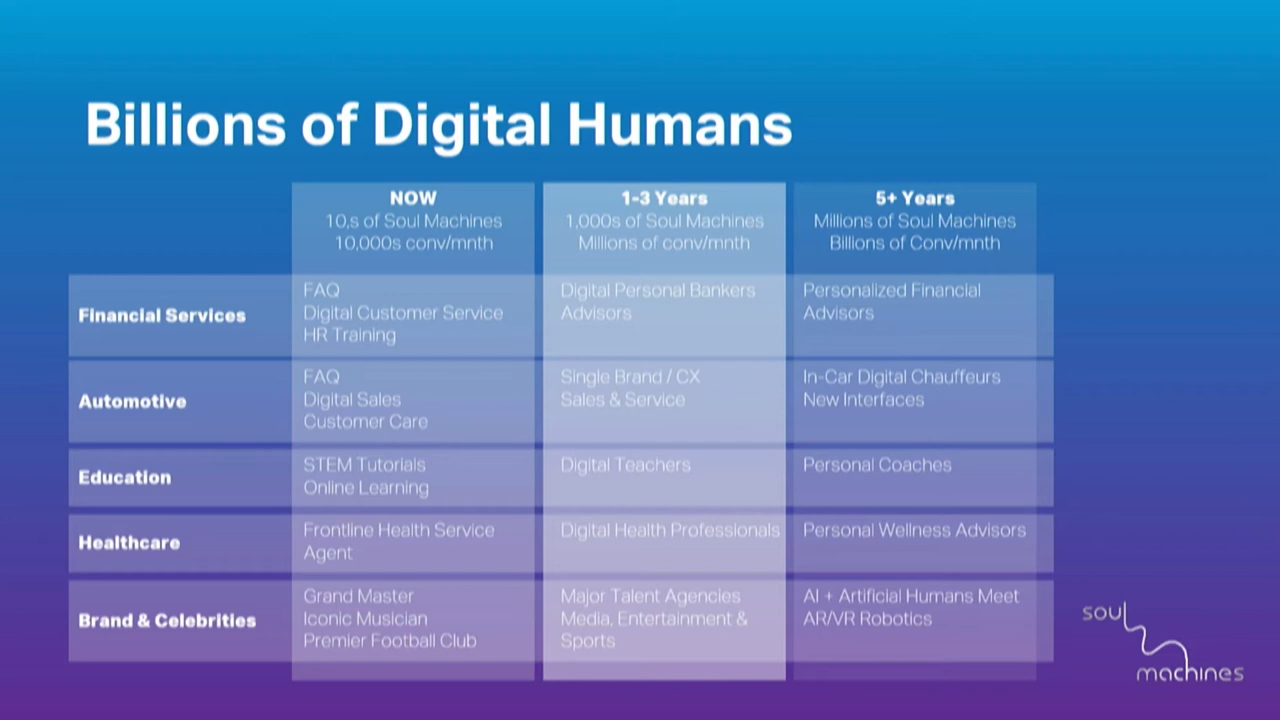 Billions of Digital Humans
NOW
10,s of Soul Machines
10,000s conv/mnth
1-3 Years
1,000s of Soul Machines
Millions of conv/mnth
5+ Years
Millions of Soul Machines
Billions of Conv/mnth
Financial Services
FAQ
Digital Customer Service
HR Training
Digital Personal Bankers
Advisors
Personalized Financial
Advisors
Automotive
FAQ
Digital Sales
Customer Care
Single Brand / CX
Sales & Service
In-Car Digital Chauffeurs
New Interfaces
Education
STEM Tutorials
Online Learning
Digital Teachers
Personal Coaches
Healthcare
Frontline Health Service
Agent
Digital Health Professionals
Personal Wellness Advisors
Brand & Celebrities
Grand Master
Iconic Musician
Premier Football Club
Major Talent Agencies
Media, Entertainment &
Sports
AI + Artificial Humans Meet
AR/VR Robotics
soul
machines